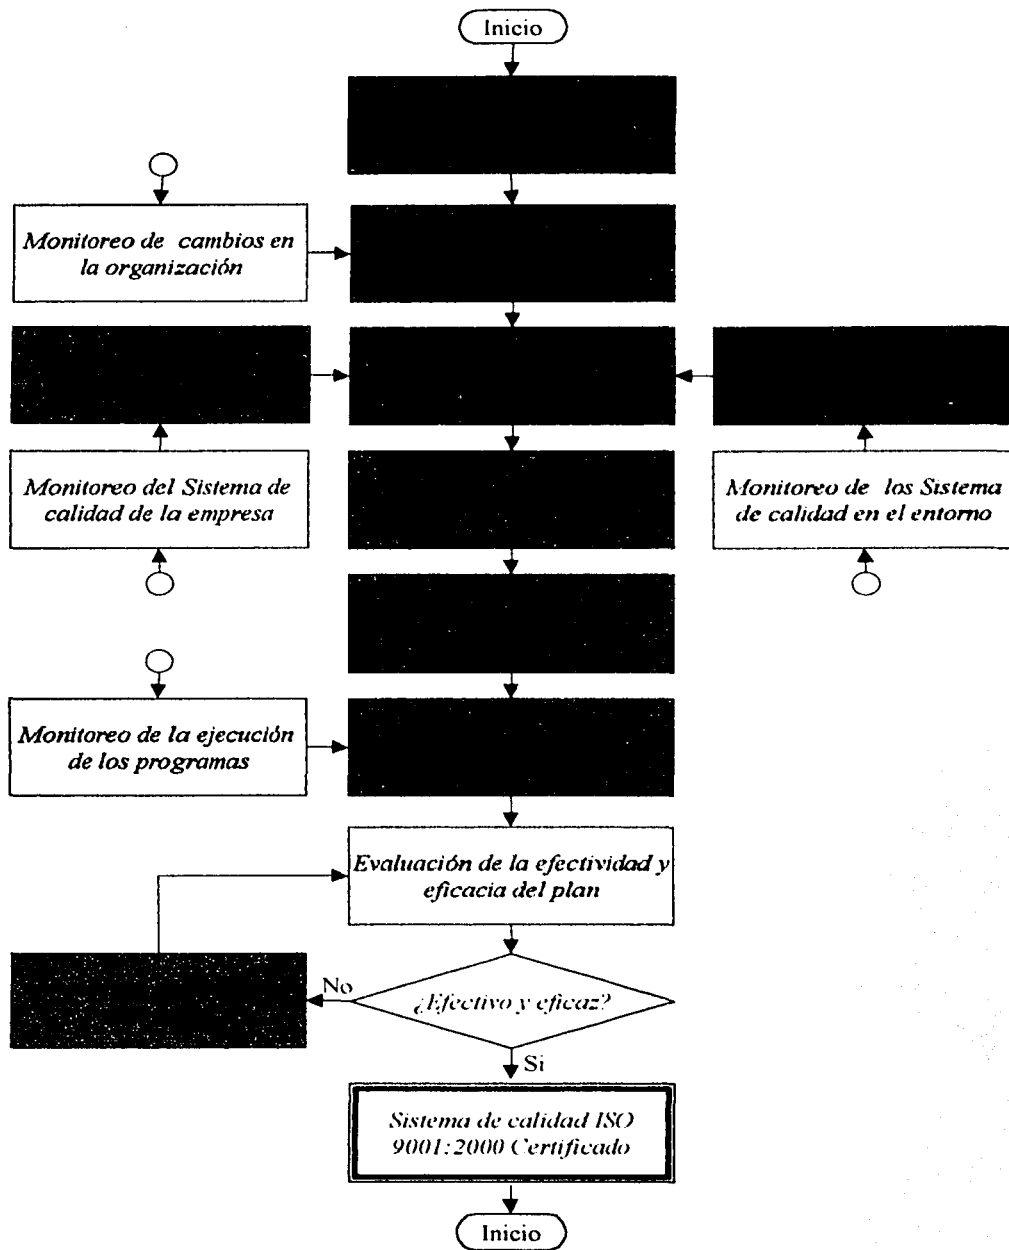 Inicio
Monitoreo de cambios en
la organización
Monitoreo del Sistema de
calidad de la empresa
Monitoreo de los Sistema
de calidad en el entorno
Monitoreo de la ejecución
de los programas
Evaluación de la efectividad y
eficacia del plan
No
¿Efectivo y eficaz?
Si
Sistema de calidad ISO
9001:2000 Certificado
Inicio